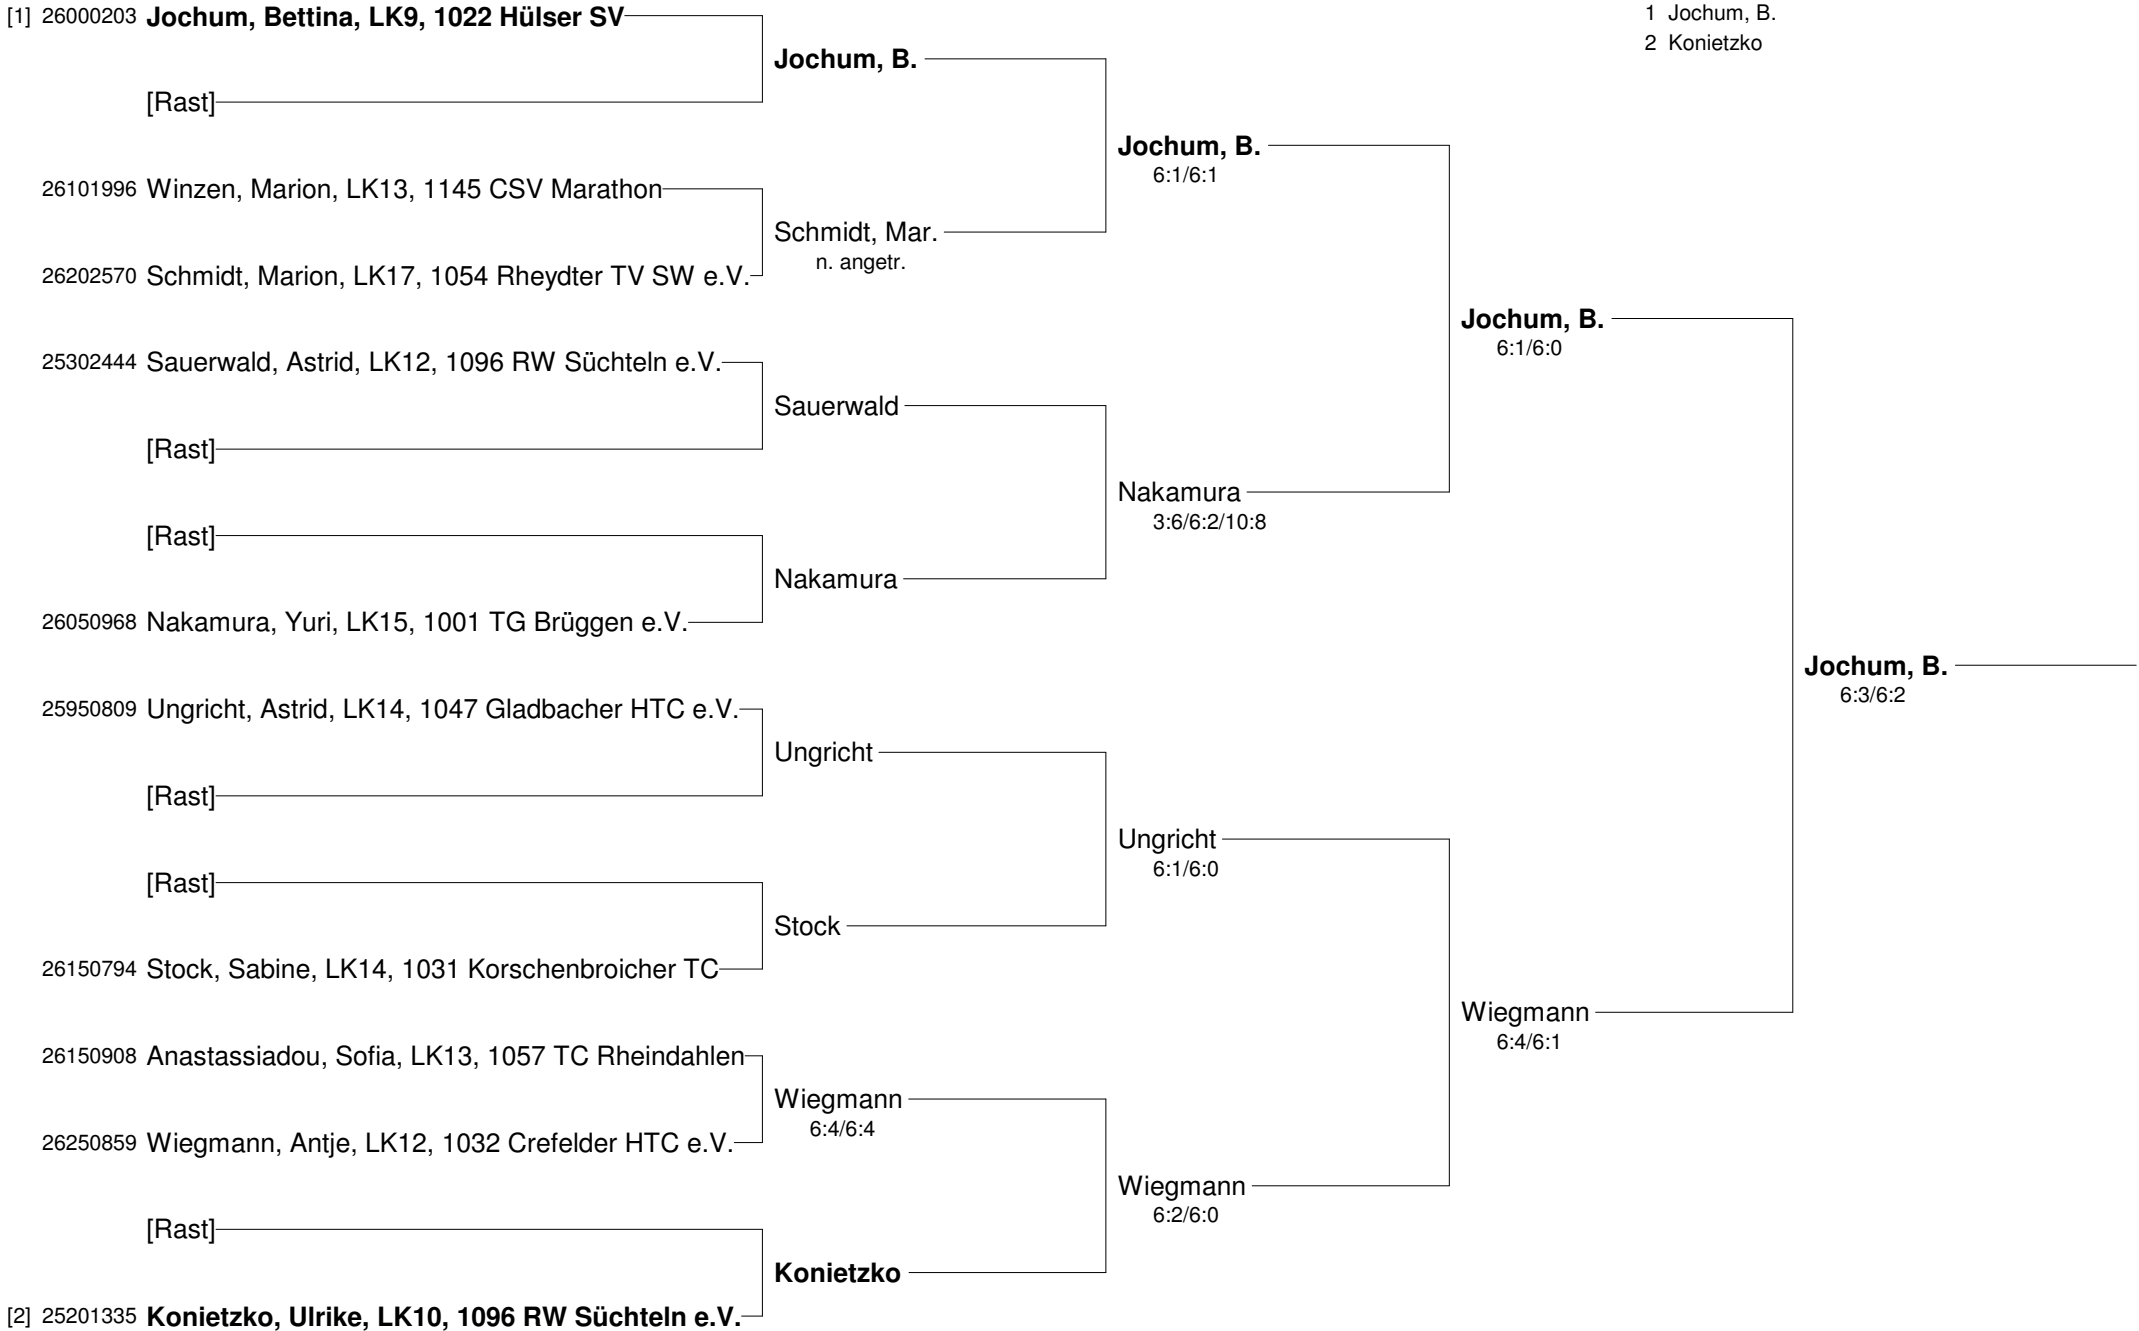 [1] 26000203 Jochum, Bettina, LK9, 1022 Hülser SV
1 Jochum, B.
2 Konietzko
Jochum, B.
[Rast]
Jochum, B.
6:1/6:1
26101996 Winzen, Marion, LK13, 1145 CSV Marathon
Schmidt, Mar.
n. angetr.
26202570 Schmidt, Marion, LK17, 1054 Rheydter TV SW e.V.
Jochum, B.
6:1/6:0
25302444 Sauerwald, Astrid, LK12, 1096 RW Süchteln e.V.
Sauerwald
[Rast]
Nakamura
3:6/6:2/10:8
[Rast]
Nakamura
26050968 Nakamura, Yuri, LK15, 1001 TG Brüggen e.V.
Jochum, B.
6:3/6:2
25950809 Ungricht, Astrid, LK14, 1047 Gladbacher HTC e.V.
Ungricht
[Rast]
Ungricht
6:1/6:0
[Rast]
Stock
26150794 Stock, Sabine, LK14, 1031 Korschenbroicher TC
Wiegmann
6:4/6:1
26150908 Anastassiadou, Sofia, LK13, 1057 TC Rheindahlen
Wiegmann
6:4/6:4
26250859 Wiegmann, Antje, LK12, 1032 Crefelder HTC e.V.
Wiegmann
6:2/6:0
[Rast]
Konietzko
[2] 25201335 Konietzko, Ulrike, LK10, 1096 RW Süchteln e.V.